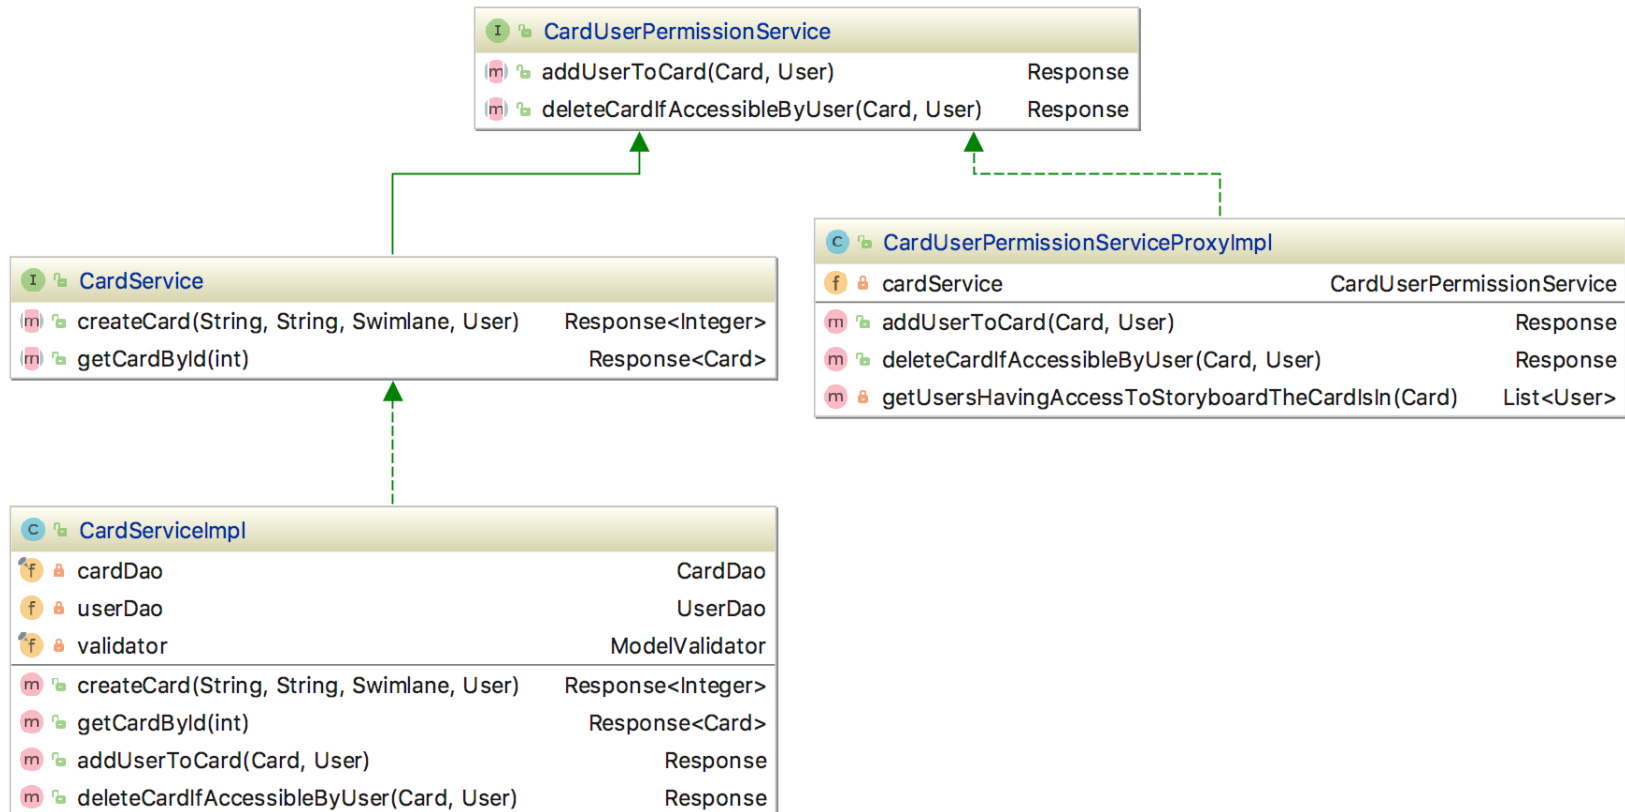 I CardUserPermissionService
m addUserToCard(Card, User) Response
m deleteCardIfAccessibleByUser(Card, User) Response
C CardUserPermissionServiceProxyImpl
f cardService CardUserPermissionService
m addUserToCard(Card, User) Response
m deleteCardIfAccessibleByUser(Card, User) Response
m getUsersHavingAccessToStoryboardTheCardIsIn(Card) List<User>
I CardService
m createCard(String, String, Swimlane, User) Response<Integer>
m getCardById(int) Response<Card>
C CardServiceImpl
f cardDao CardDao
f userDao UserDao
f validator ModelValidator
m createCard(String, String, Swimlane, User) Response<Integer>
m getCardById(int) Response<Card>
m addUserToCard(Card, User) Response
m deleteCardIfAccessibleByUser(Card, User) Response